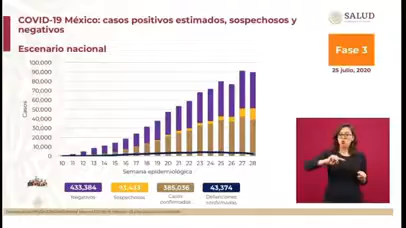 COVID-19 México: casos positivos estimados, sospechosos y
negativos
SALUD
Escenario nacional
Fase 3
25 julio, 2020
Casos
100,000
90,000
80,000
70,000
60,000
50,000
40,000
30,000
20,000
10,000
0
10 11 12 13 14 15 16 17 18 19 20 21 22 23 24 25 26 27 28
Semana epidemiológica
433,384
385,036
43,374
Negativos
Sospechosos
Casos
confirmados
Defunciones
confirmadas